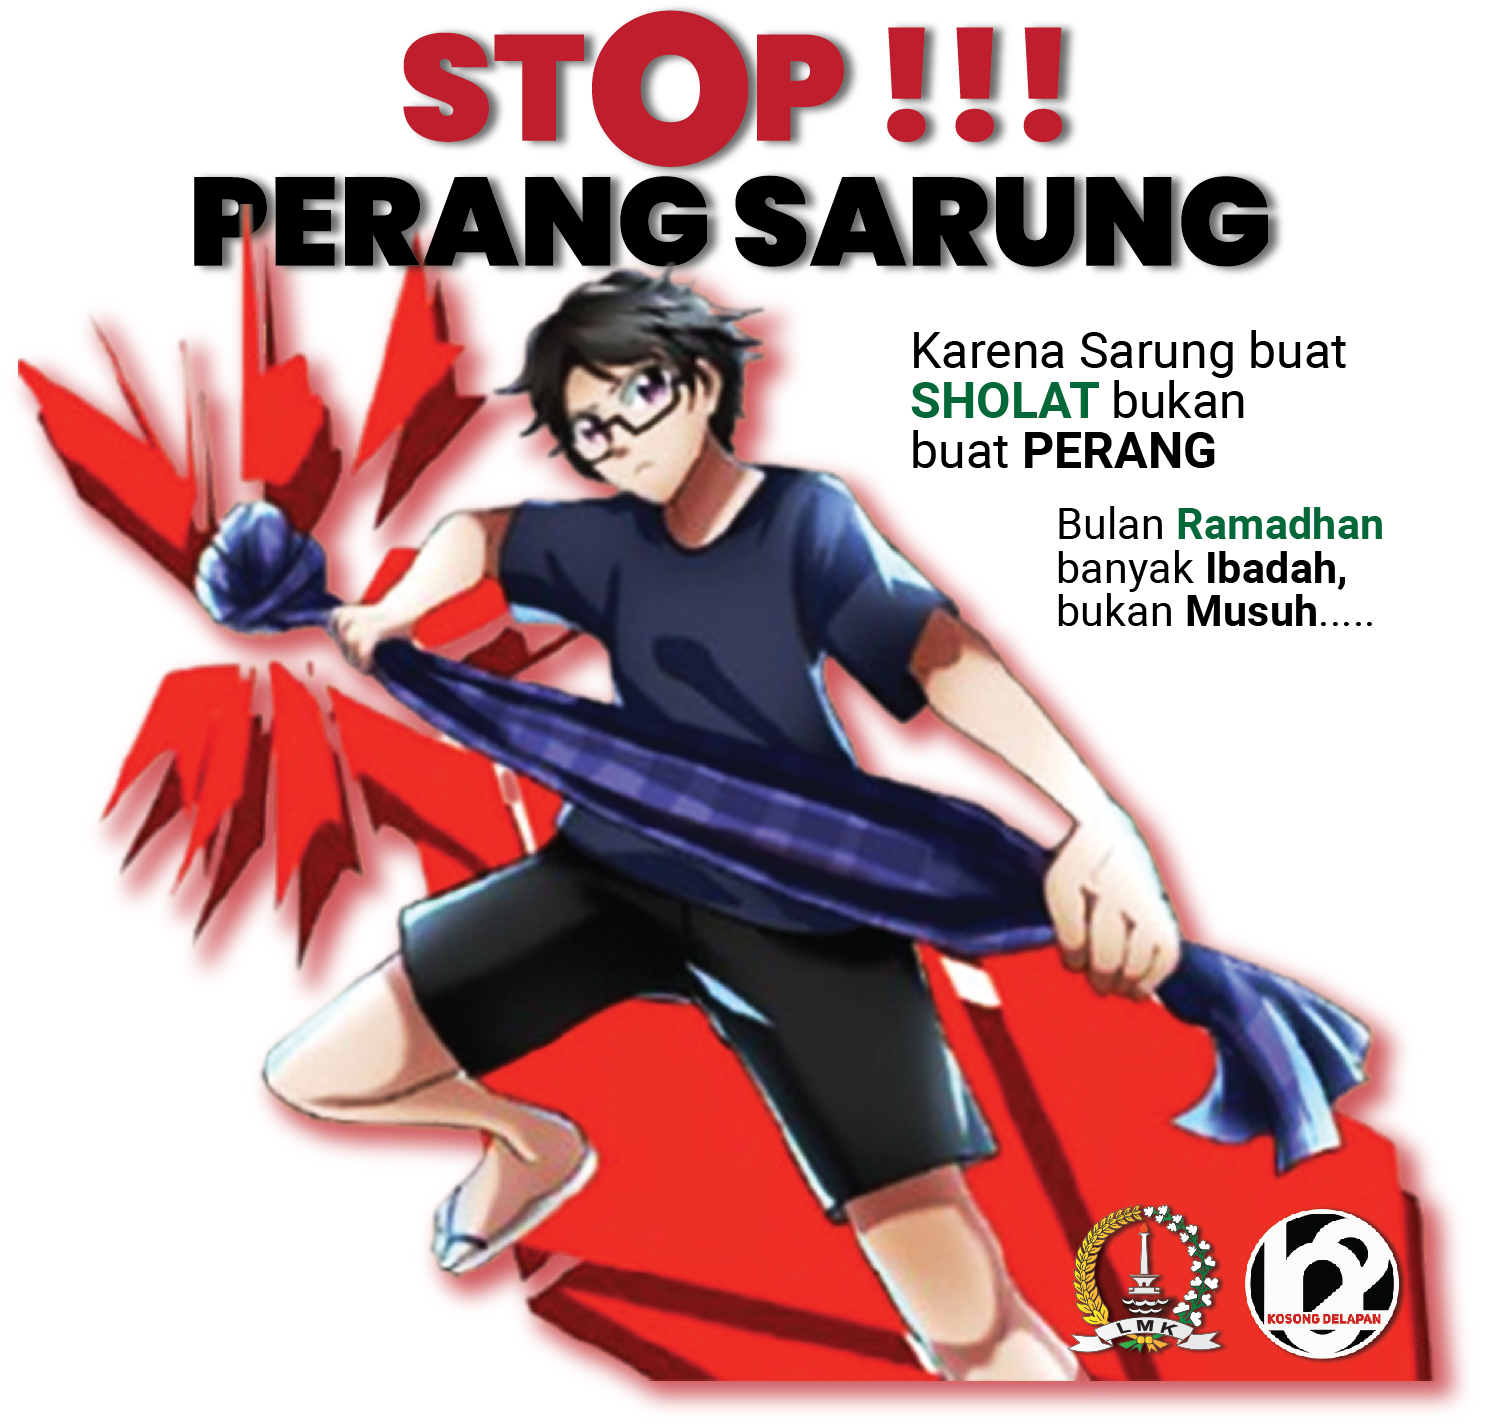 STOP !!!
PERANG SARUNG
Karena Sarung buat
SHOLAT bukan
buat PERANG
Bulan Ramadhan
banyak Ibadah,
bukan Musuh.....
LMK
KOSONG DELAPAN